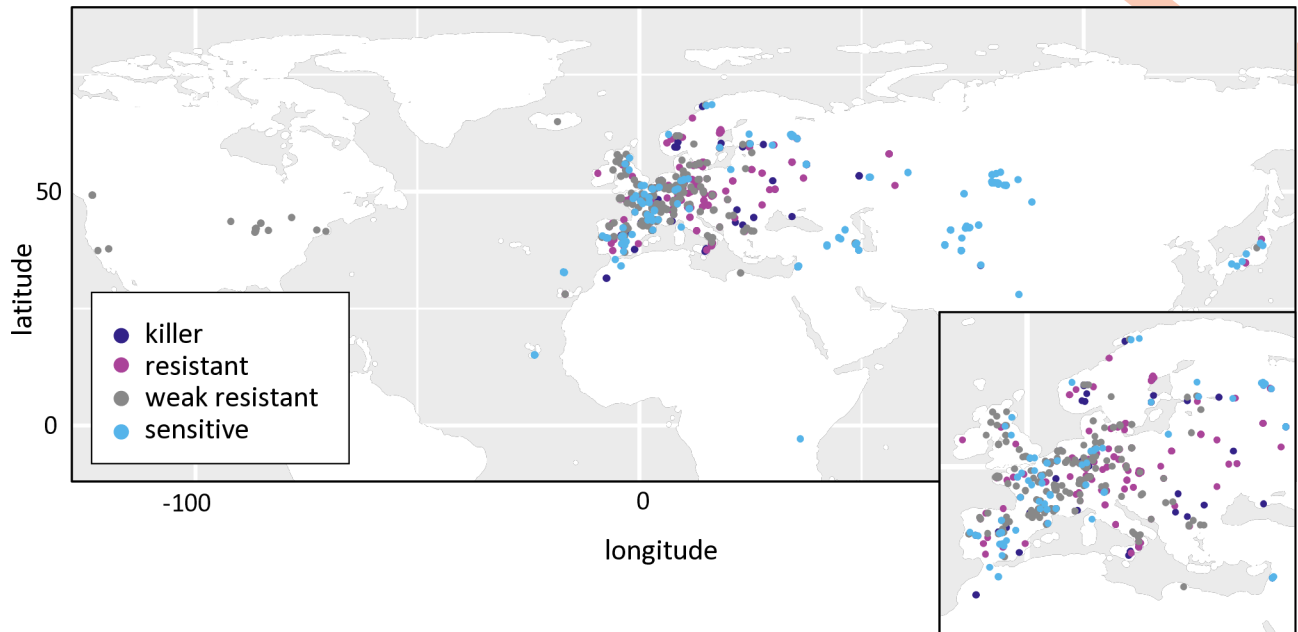 50
latitude
killer
resistant
weak resistant
sensitive
0
-100
0
longitude